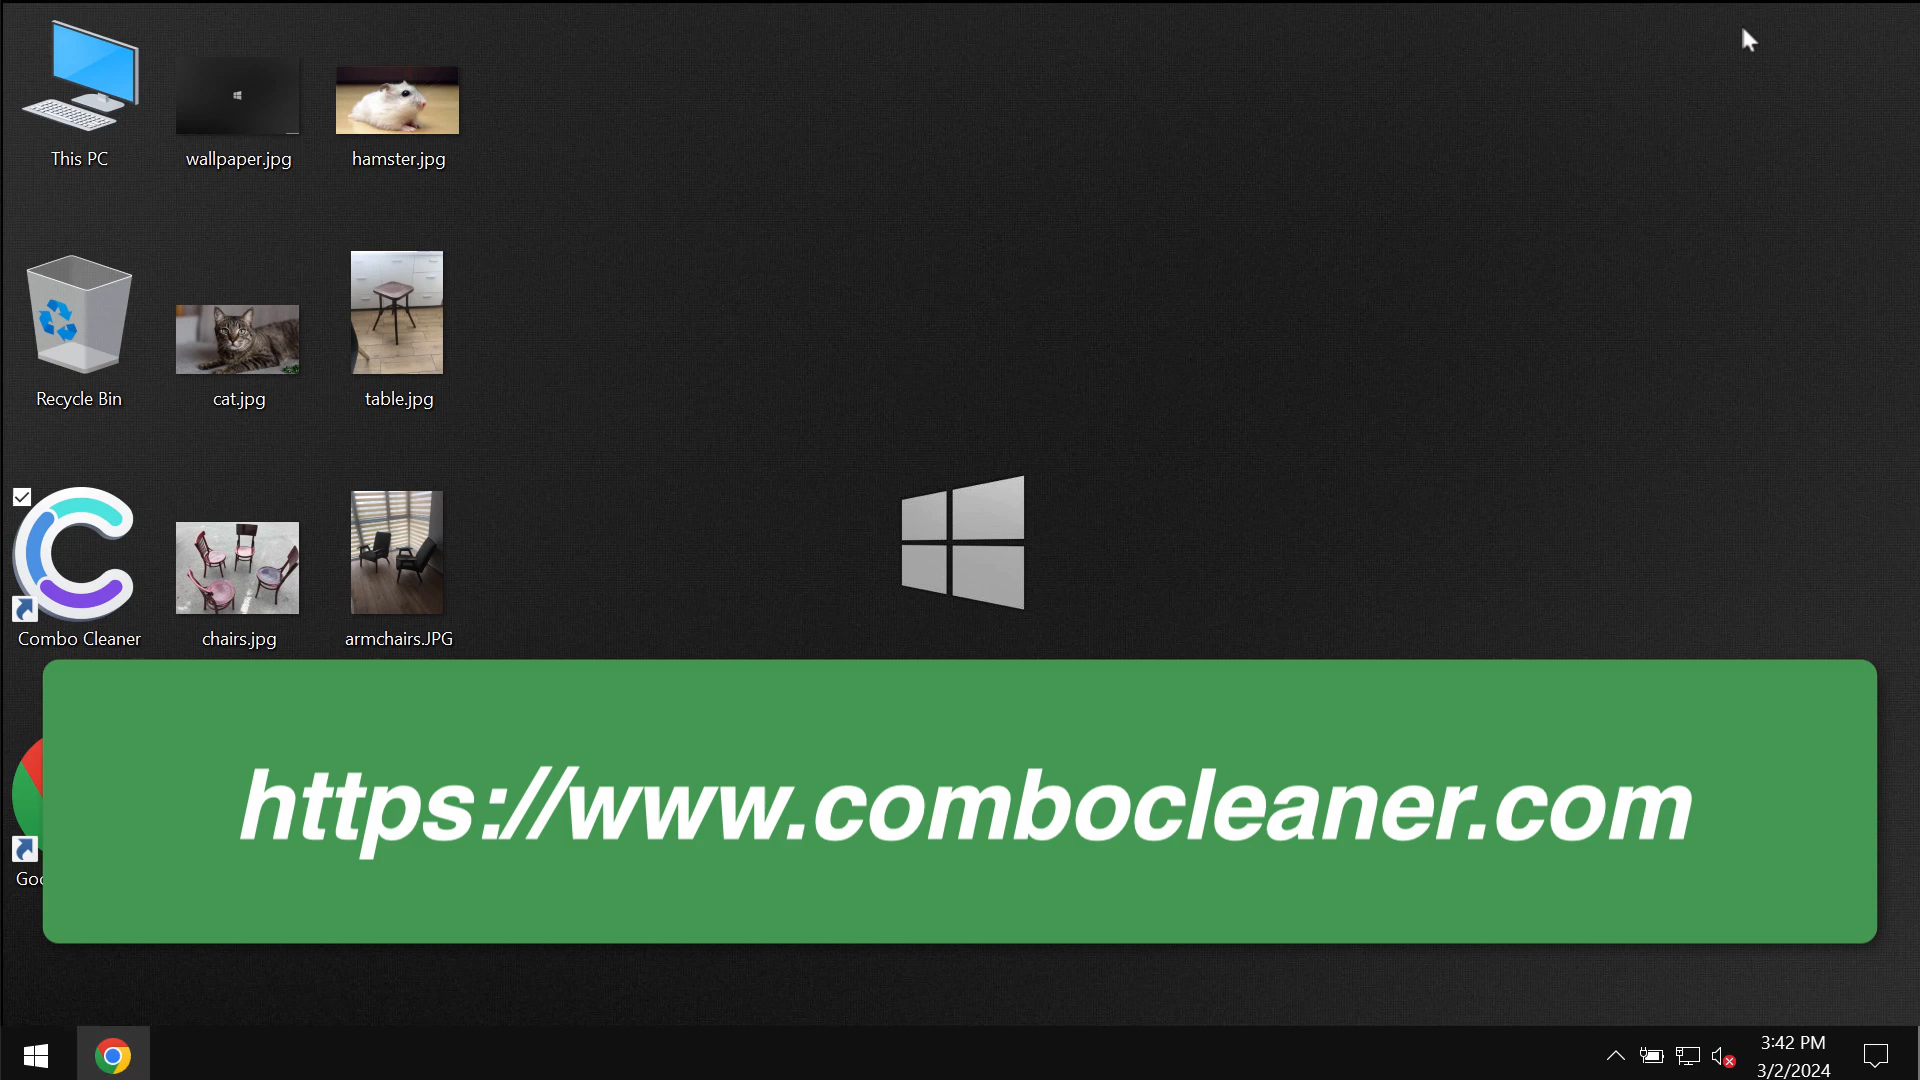 This PC
wallpaper.jpg
hamster.jpg
Recycle Bin
cat.jpg
table.jpg
Combo Cleaner
chairs.jpg
armchairs.JPG
https://www.combocleaner.com
3:42 PM
3/2/2024